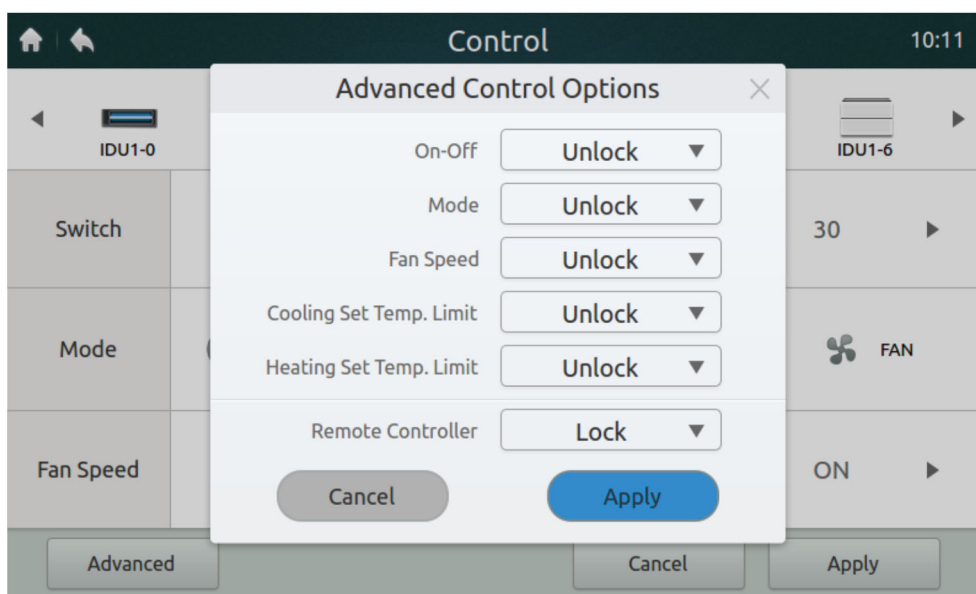 Control
10:11
Advanced Control Options
IDU1-0
IDU1-6
On-Off Unlock
Mode Unlock
Fan Speed Unlock
Cooling Set Temp. Limit Unlock
Heating Set Temp. Limit Unlock
Remote Controller Lock
Cancel Apply
Switch
30
Mode
FAN
Fan Speed
ON
Advanced
Cancel
Apply